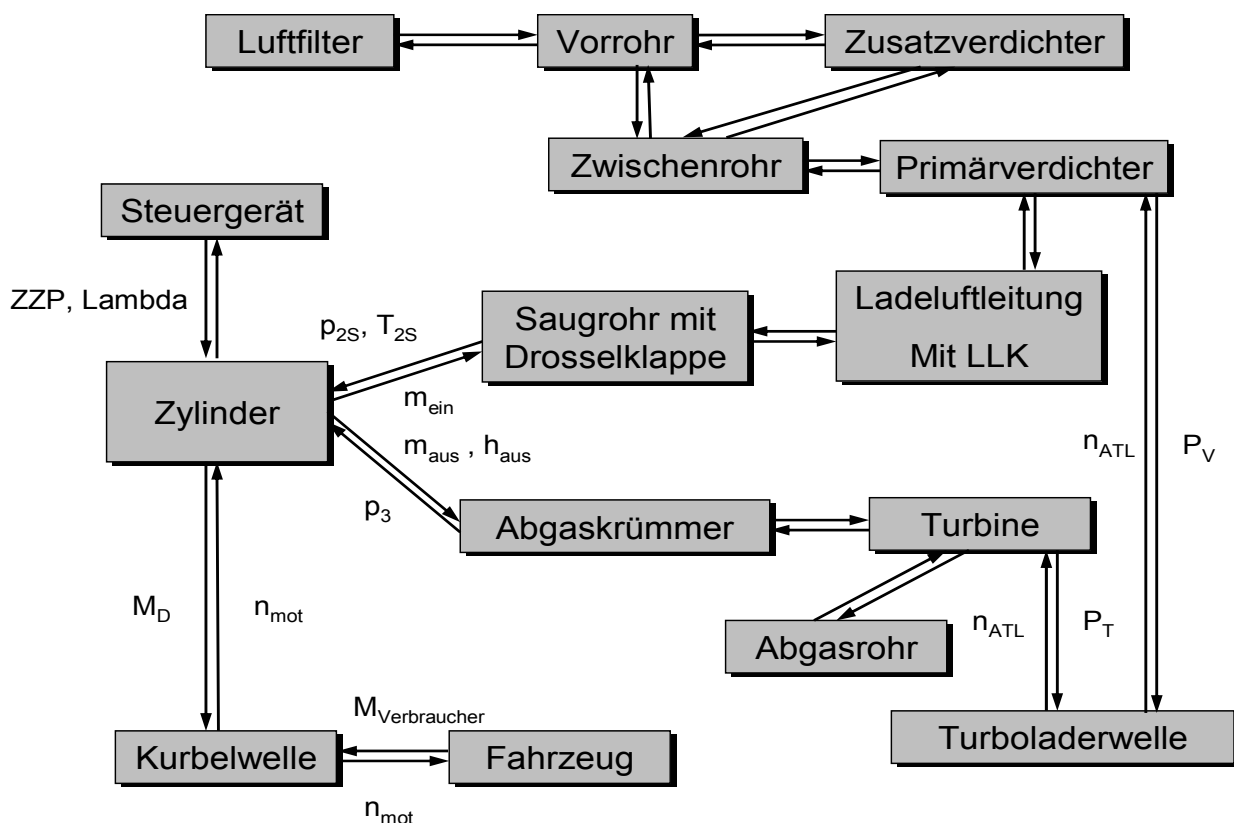 Luftfilter
Vorrohr
Zusatzverdichter
Zwischenrohr
Primärverdichter
Steuergerät
ZZP, Lambda
p2S, T2S
Saugrohr mit
Drosselklappe
Ladeluftleitung
Mit LLK
Zylinder
mein
maus , haus
nATL
PV
p3
Abgaskrümmer
Turbine
MD
nmot
Abgasrohr
nATL
PT
MVerbraucher
Kurbelwelle
Fahrzeug
Turboladerwelle
nmot